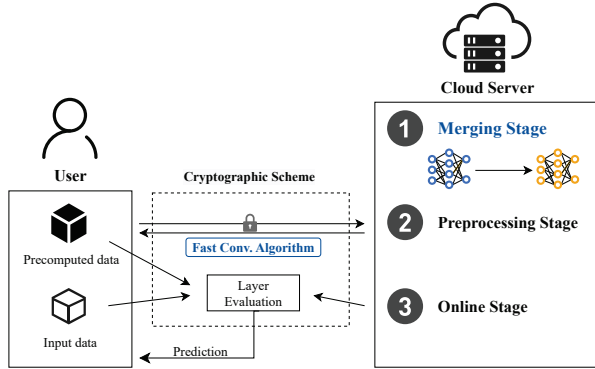 Cloud Server
1 Merging Stage
User
Cryptographic Scheme
Precomputed data
Fast Conv. Algorithm
2 Preprocessing Stage
Layer
Evaluation
3 Online Stage
Input data
Prediction